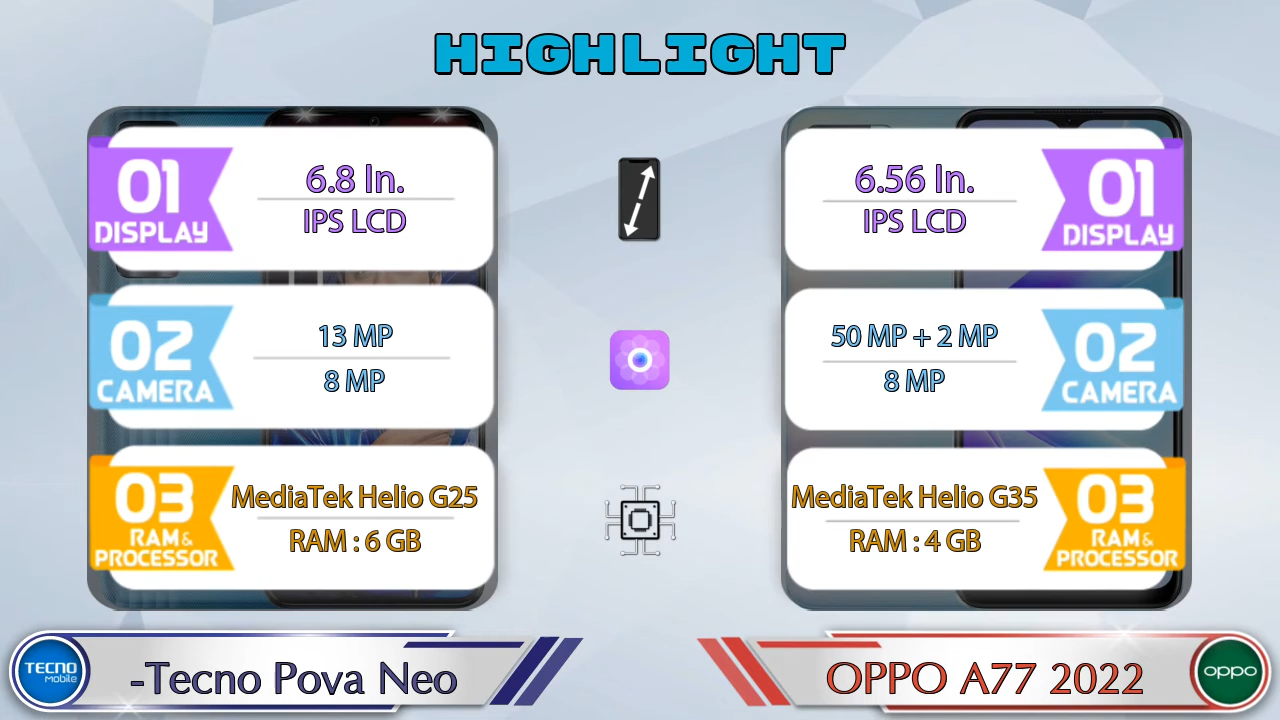 HIGHLIGHT
01
DISPLAY
6.8 In.
IPS LCD
02
CAMERA
13 MP
8 MP
03
RAM &
PROCESSOR
MediaTek Helio G25
RAM : 6 GB
6.56 In.
IPS LCD
01
DISPLAY
50 MP + 2 MP
8 MP
02
CAMERA
MediaTek Helio G35
RAM : 4 GB
03
RAM &
PROCESSOR
TECNO
mobile
-Tecno Pova Neo
OPPO A77 2022
oppo